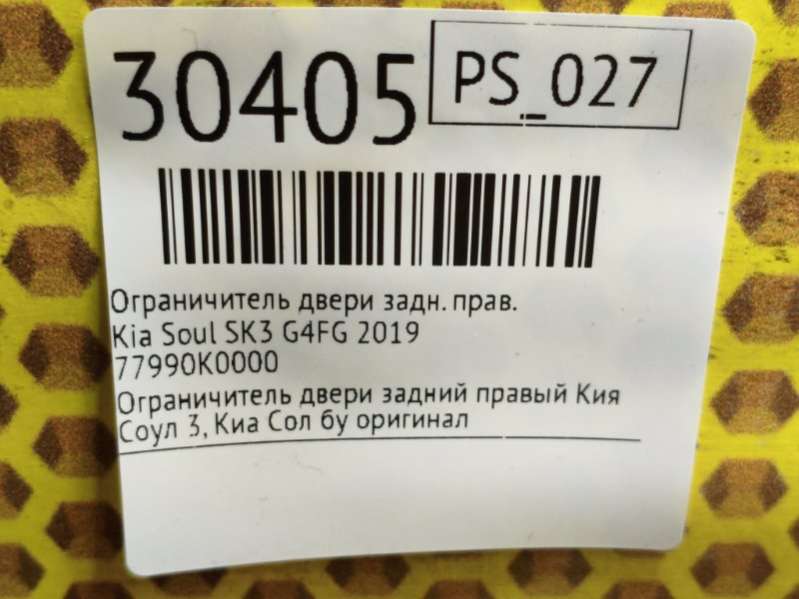 30405
PS_027
Ограничитель двери задн. прав.
Kia Soul SK3 G4FG 2019
77990K0000
Ограничитель двери задний правый Кия
Соул 3, Киа Сол бу оригинал